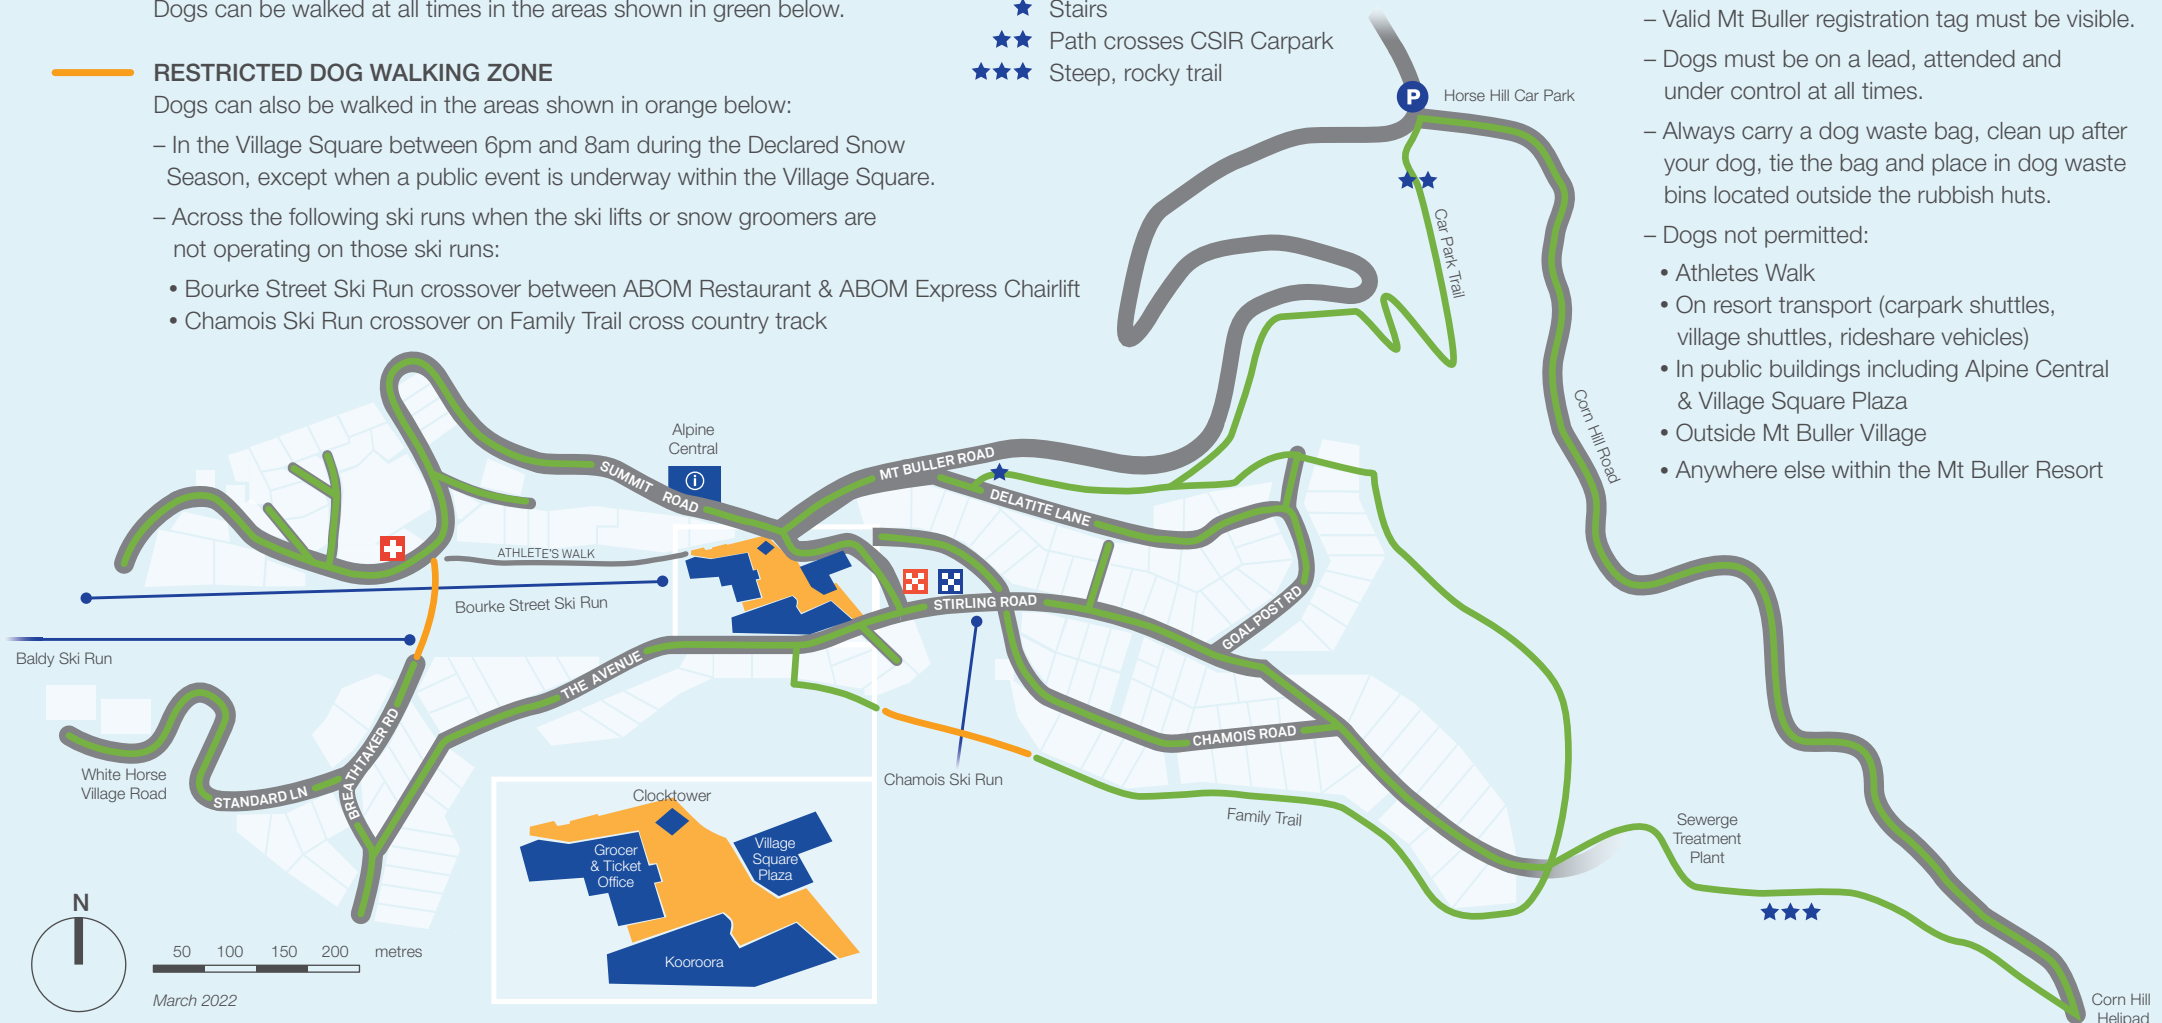 Dogs can be walked at all times in the areas shown in green below.
RESTRICTED DOG WALKING ZONE
Dogs can also be walked in the areas shown in orange below:
– In the Village Square between 6pm and 8am during the Declared Snow
Season, except when a public event is underway within the Village Square.
– Across the following ski runs when the ski lifts or snow groomers are
not operating on those ski runs:
• Bourke Street Ski Run crossover between ABOM Restaurant & ABOM Express Chairlift
• Chamois Ski Run crossover on Family Trail cross country track
★ Stairs
★★ Path crosses CSIR Carpark
★★★ Steep, rocky trail
– Valid Mt Buller registration tag must be visible.
– Dogs must be on a lead, attended and
under control at all times.
– Always carry a dog waste bag, clean up after
your dog, tie the bag and place in dog waste
bins located outside the rubbish huts.
– Dogs not permitted:
• Athletes Walk
• On resort transport (carpark shuttles,
village shuttles, rideshare vehicles)
• In public buildings including Alpine Central
& Village Square Plaza
• Outside Mt Buller Village
• Anywhere else within the Mt Buller Resort
P
Horse Hill Car Park
Car Park Trail
Corn Hill Road
Alpine
Central
i
SUMMIT ROAD
MT BULLER ROAD
DELATITE LANE
ATHLETE'S WALK
Bourke Street Ski Run
STIRLING ROAD
GOAL POST RD
Baldy Ski Run
THE AVENUE
BREATHTAKER RD
CHAMOIS ROAD
White Horse
Village Road
STANDARD LN
Chamois Ski Run
Family Trail
Clocktower
Grocer
& Ticket
Office
Village
Square
Plaza
Kooroora
Sewerge
Treatment
Plant
N
50 100 150 200 metres
March 2022
Corn Hill
Helipad